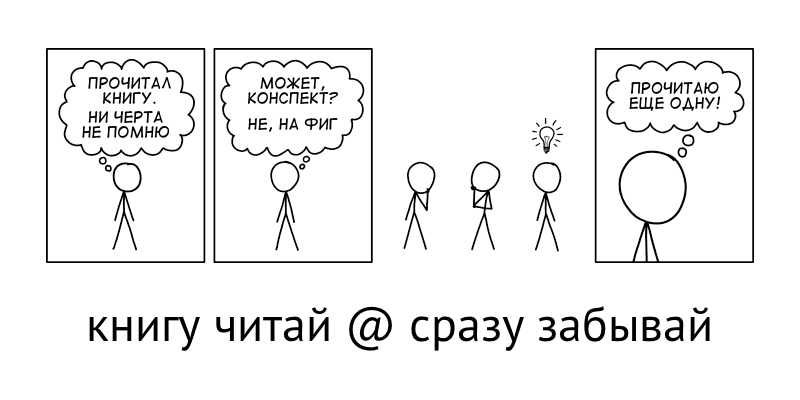 ПРОЧИТАЛ
КНИГУ.
НИ ЧЕРТА
НЕ ПОМНЮ
МОЖЕТ,
КОНСПЕКТ?
НЕ, НА ФИГ
ПРОЧИТАЮ
ЕЩЕ ОДНУ!
книгу читай @ сразу забывай